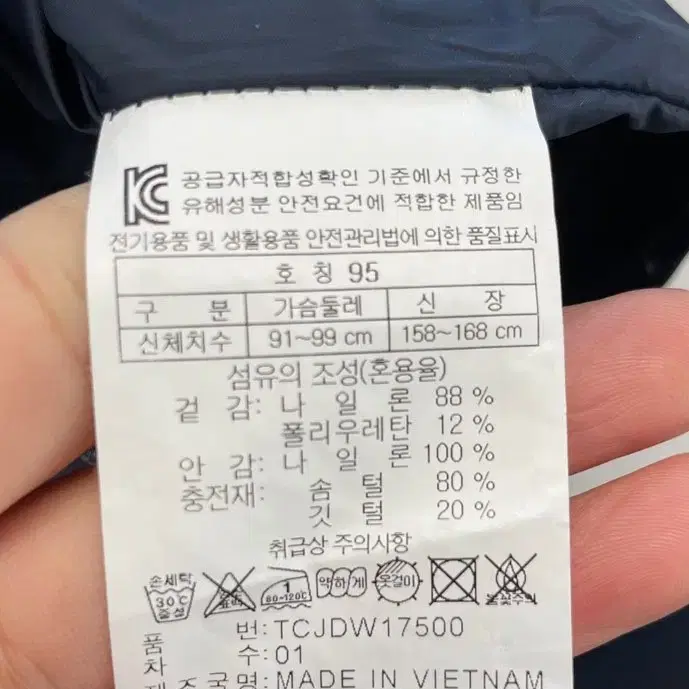 KC 공급자적합성확인 기준에서 규정한
유해성분 안전요건에 적합한 제품임
전기용품 및 생활용품 안전관리법에 의한 품질표시
호 칭 95
구 분 가슴둘레 신 장
신체치수 91~99 cm 158~168 cm
섬유의 조성(혼용율)
겉 감: 나 일 론 88 %
폴리우레탄 12 %
안 감: 나 일 론 100 %
충전재: 솜 털 80 %
깃 털 20 %
취급상 주의사항
손세탁 30℃ 중성 표백 1 80~120℃ 약하게 옷걸이 불꽃주의
품 번: TCJDW17500
차 수: 01
제 조 국 명: MADE IN VIETNAM